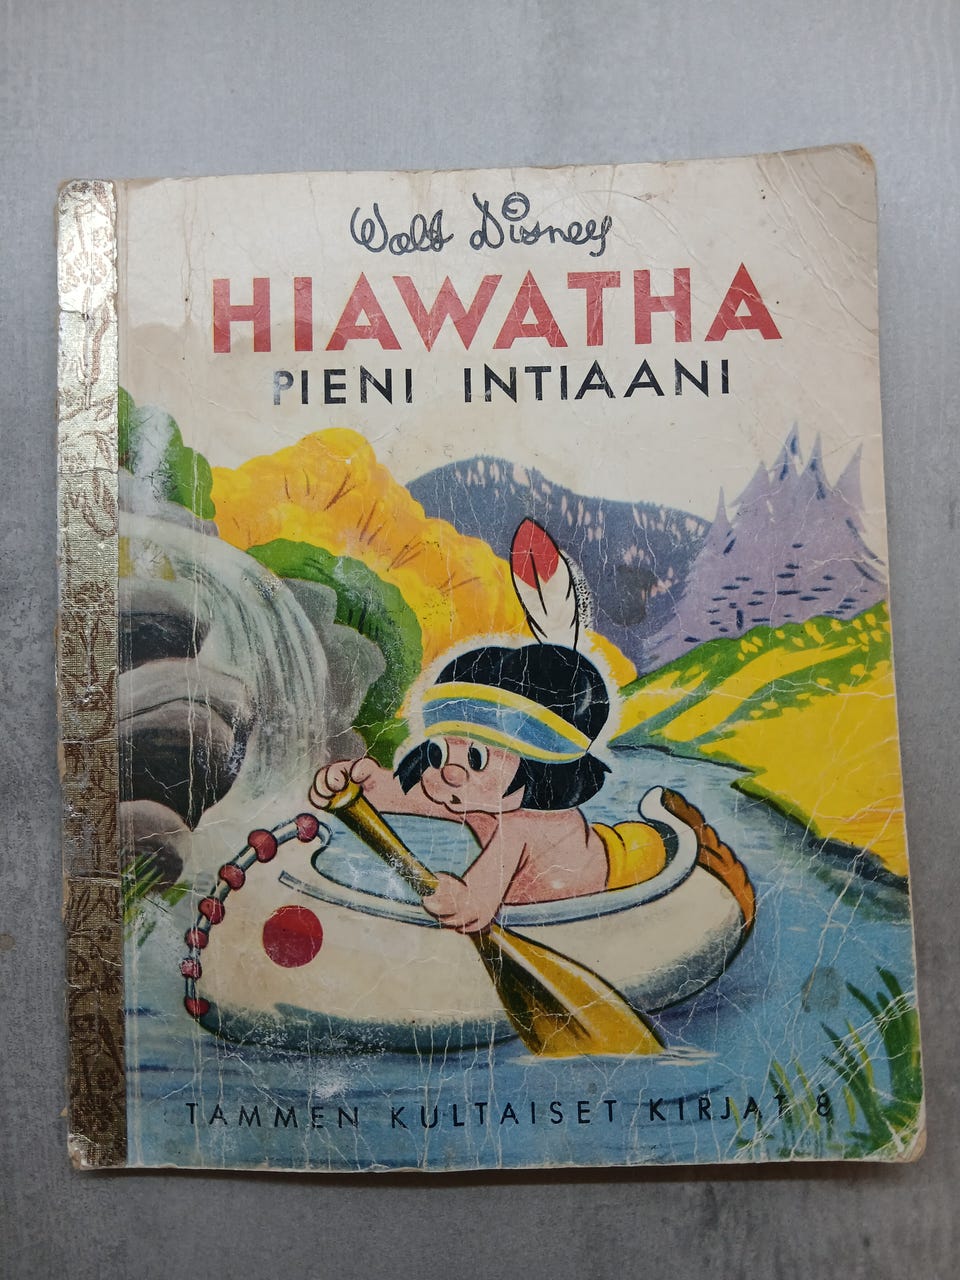 Walt Disney
HIAWATHA
PIENI INTIAANI
TAMMEN KULTAISET KIRJAT 8